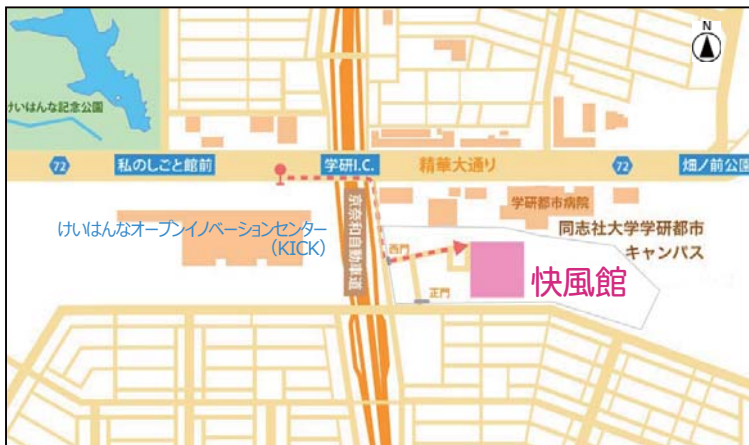 N
けいはんな記念公園
72
私のしごと館前
学研I.C.
精華大通り
72
畑ノ前公園
京奈和自動車道
学研都市病院
けいはんなオープンイノベーションセンター
(KICK)
同志社大学学研都市
キャンパス
西門
快風館
正門